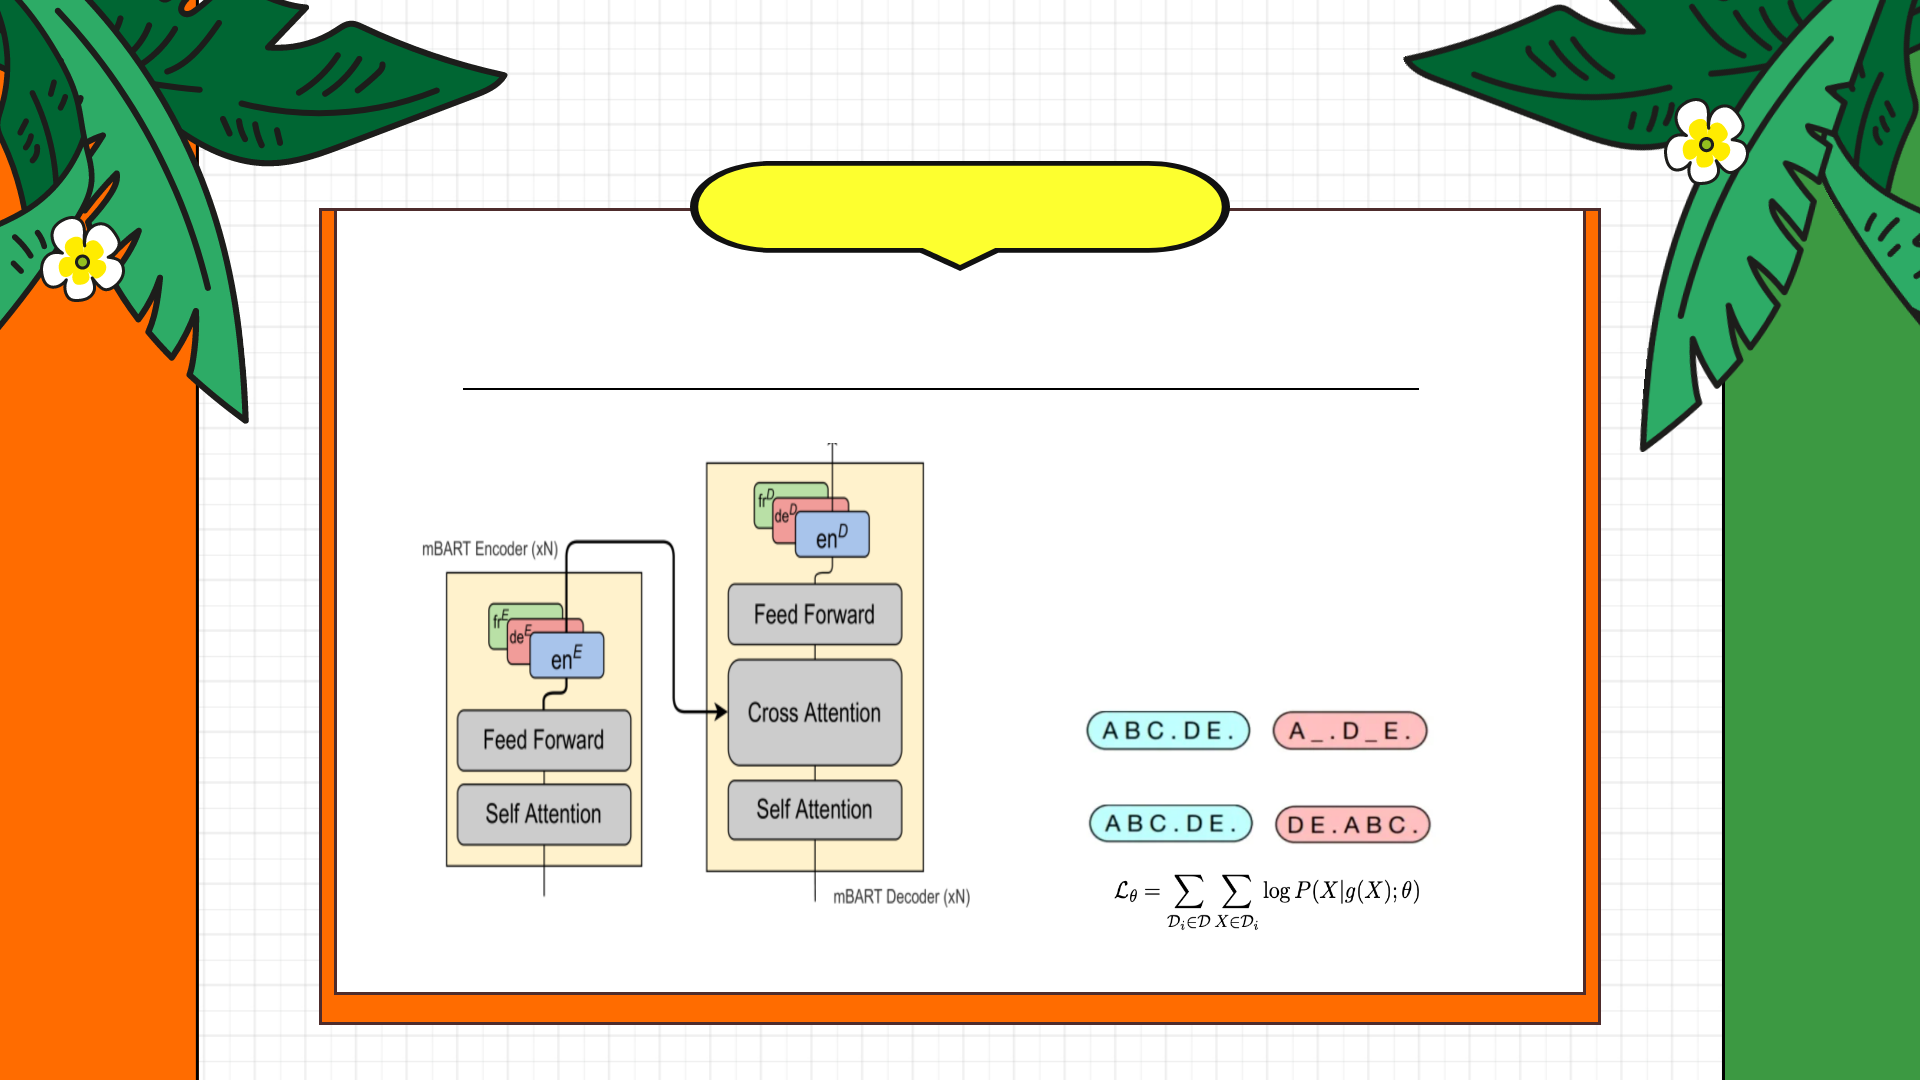 mBART Encoder (xN)
fr^E
de^E
en^E
Feed Forward
Self Attention
fr^D
de^D
en^D
Feed Forward
Cross Attention
Self Attention
mBART Decoder (xN)
A B C . D E .
A _ . D _ E .
A B C . D E .
D E . A B C .
ℒ_θ = ∑_{𝒟_i∈𝒟} ∑_{X∈𝒟_i} log P(X|g(X);θ)